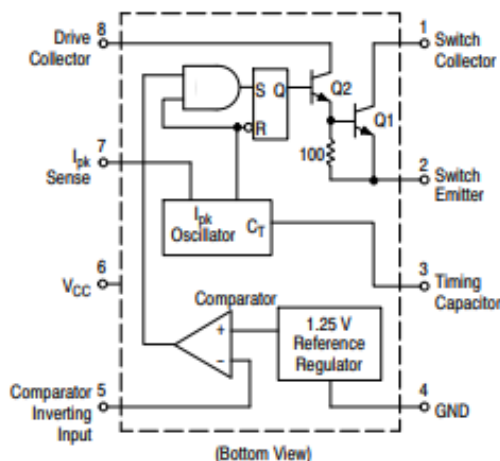 8
Drive
Collector
1
Switch
Collector
S Q
Q2
R
Q1
100
7
Ipk
Sense
2
Switch
Emitter
Ipk
Oscillator
CT
6
VCC
3
Timing
Capacitor
Comparator
+
−
1.25 V
Reference
Regulator
5
Comparator
Inverting
Input
4
GND
(Bottom View)